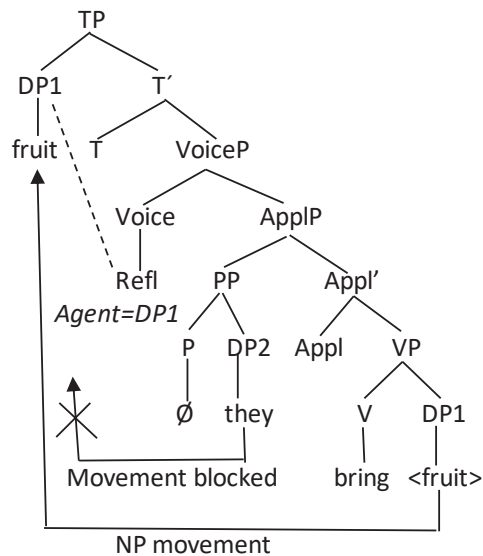 TP
DP1 T′
fruit T VoiceP
Voice ApplP
Refl PP Appl’
Agent=DP1
P DP2 Appl VP
Ø they V DP1
Movement blocked bring <fruit>
NP movement